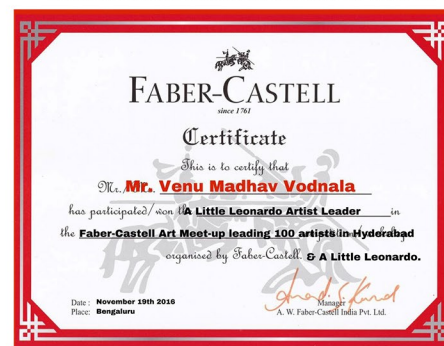 FABER-CASTELL
since 1761
Certificate
This is to certify that
Mr. Venu Madhav Vodnala
has participated/won A Little Leonardo Artist Leader in
the Faber-Castell Art Meet-up leading 100 artists in Hyderabad
organised by Faber-Castell. & A Little Leonardo.
Date : November 19th 2016
Place: Bengaluru
Manager
A. W. Faber-Castell India Pvt. Ltd.